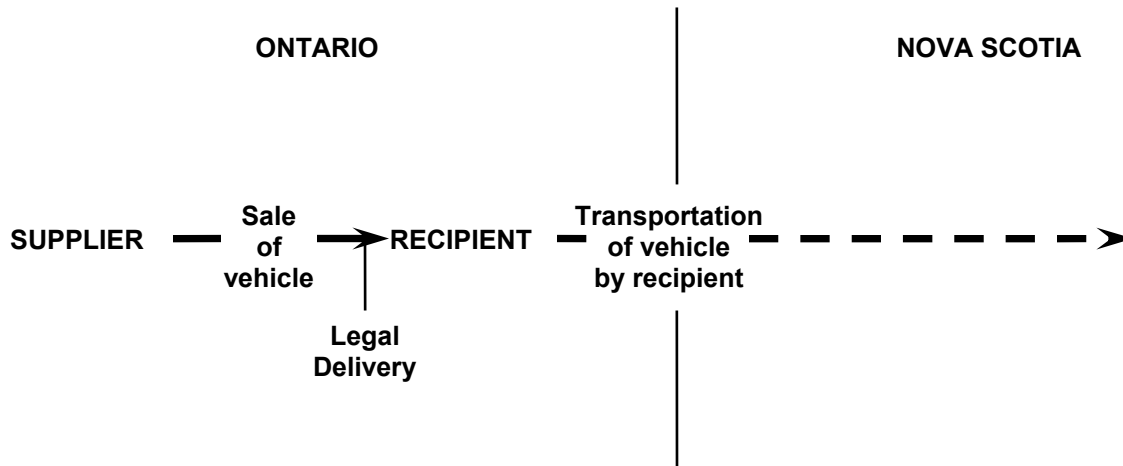 ONTARIO
NOVA SCOTIA
SUPPLIER
Sale
of
vehicle
RECIPIENT
Transportation
of vehicle
by recipient
Legal
Delivery